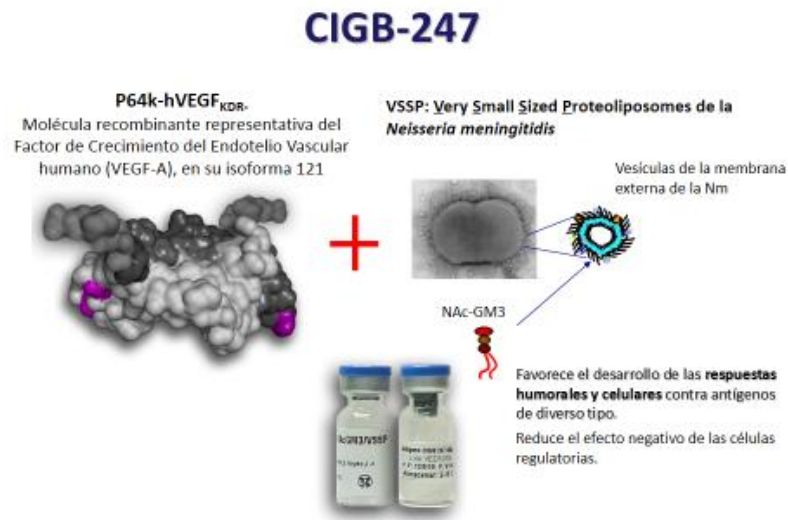 CIGB-247
P64k-hVEGFKDR-
Molécula recombinante representativa del
Factor de Crecimiento del Endotelio Vascular
humano (VEGF-A), en su isoforma 121
VSSP: Very Small Sized Proteoliposomes de la
Neisseria meningitidis
Vesículas de la membrana
externa de la Nm
NAc-GM3
Favorece el desarrollo de las respuestas
humorales y celulares contra antígenos
de diverso tipo.
Reduce el efecto negativo de las células
regulatorias.
GM3/VSSP